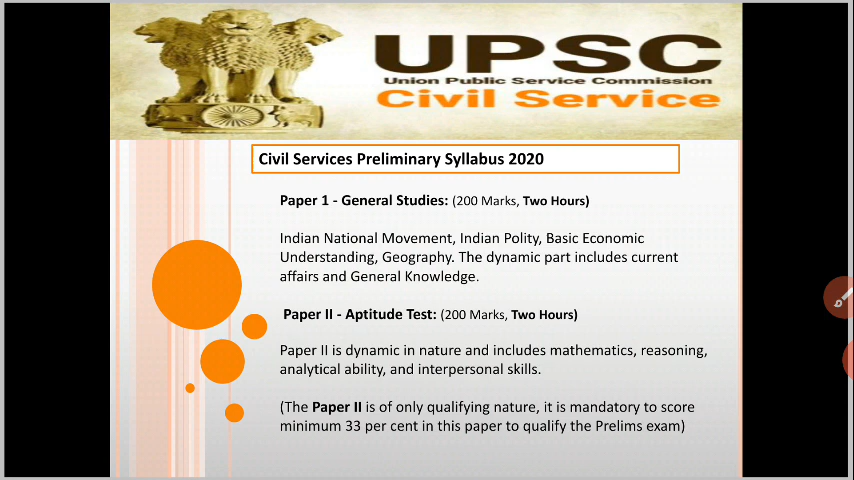 UPSC
Union Public Service Commission
Civil Service
Civil Services Preliminary Syllabus 2020
Paper 1 - General Studies: (200 Marks, Two Hours)
Indian National Movement, Indian Polity, Basic Economic
Understanding, Geography. The dynamic part includes current
affairs and General Knowledge.
Paper II - Aptitude Test: (200 Marks, Two Hours)
Paper II is dynamic in nature and includes mathematics, reasoning,
analytical ability, and interpersonal skills.
(The Paper II is of only qualifying nature, it is mandatory to score
minimum 33 per cent in this paper to qualify the Prelims exam)